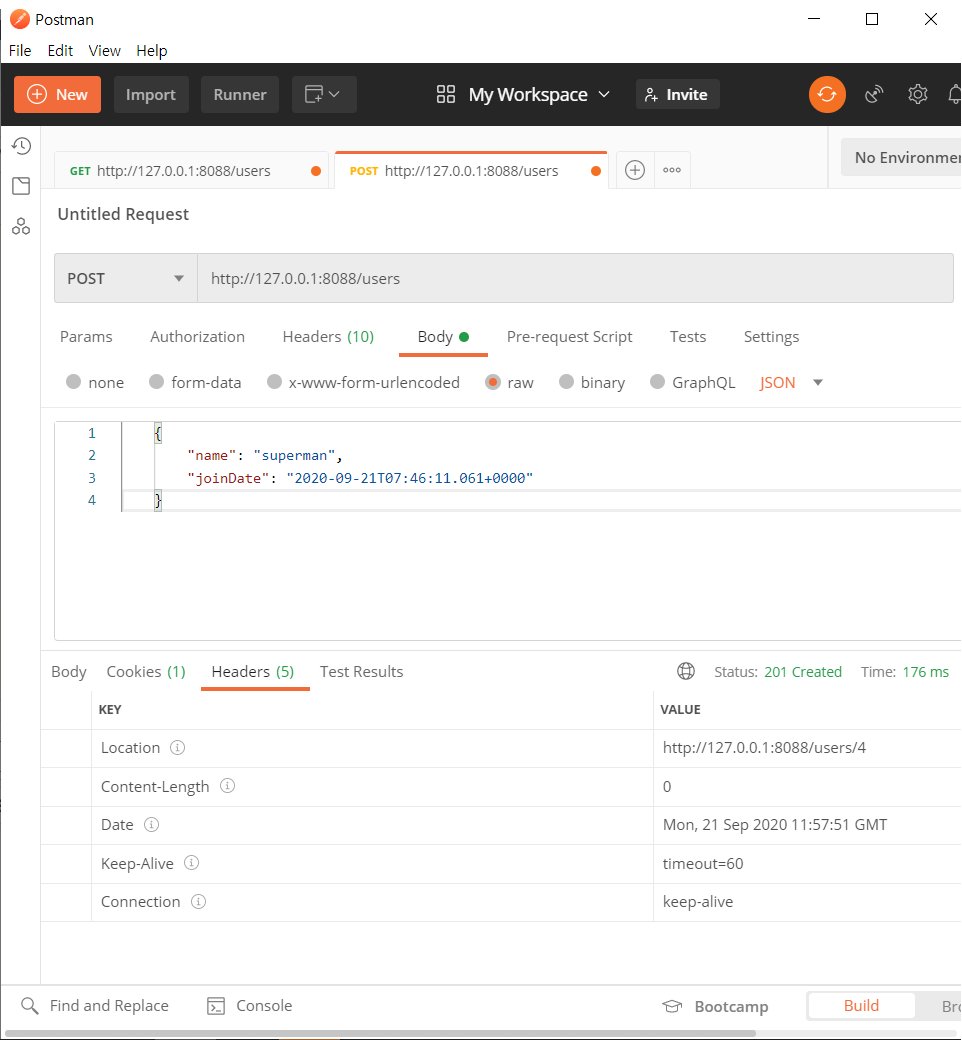 Postman
File Edit View Help
New Import Runner My Workspace Invite
GET http://127.0.0.1:8088/users POST http://127.0.0.1:8088/users No Environmen
Untitled Request
POST http://127.0.0.1:8088/users
Params Authorization Headers (10) Body Pre-request Script Tests Settings
none form-data x-www-form-urlencoded raw binary GraphQL JSON
1 {
2 "name": "superman",
3 "joinDate": "2020-09-21T07:46:11.061+0000"
4 }
Body Cookies (1) Headers (5) Test Results Status: 201 Created Time: 176 ms
KEY VALUE
Location http://127.0.0.1:8088/users/4
Content-Length 0
Date Mon, 21 Sep 2020 11:57:51 GMT
Keep-Alive timeout=60
Connection keep-alive
Find and Replace Console Bootcamp Build Bro